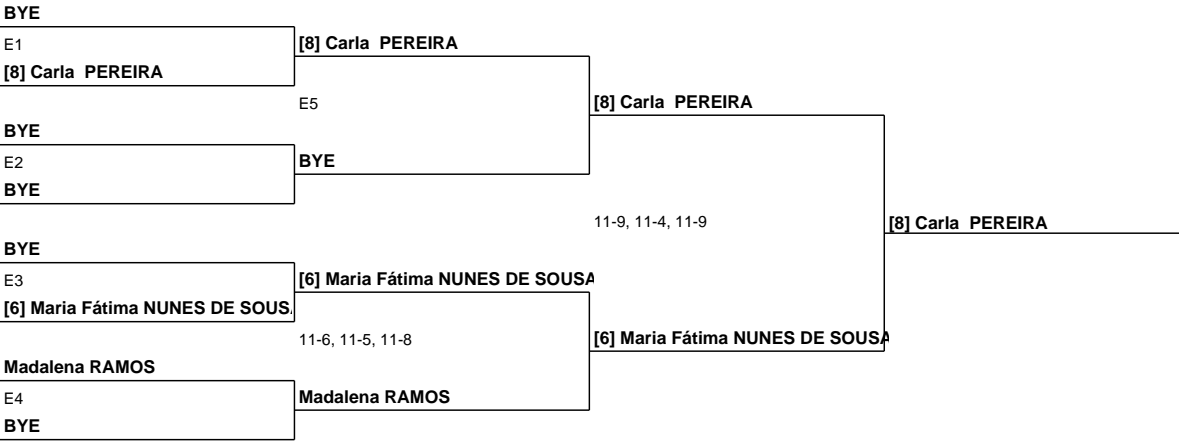 BYE
E1
[8] Carla PEREIRA
[8] Carla PEREIRA
E5
[8] Carla PEREIRA
BYE
E2
BYE
BYE
11-9, 11-4, 11-9
[8] Carla PEREIRA
BYE
E3
[6] Maria Fátima NUNES DE SOUSA
[6] Maria Fátima NUNES DE SOUS
11-6, 11-5, 11-8
[6] Maria Fátima NUNES DE SOUSA
Madalena RAMOS
E4
Madalena RAMOS
BYE